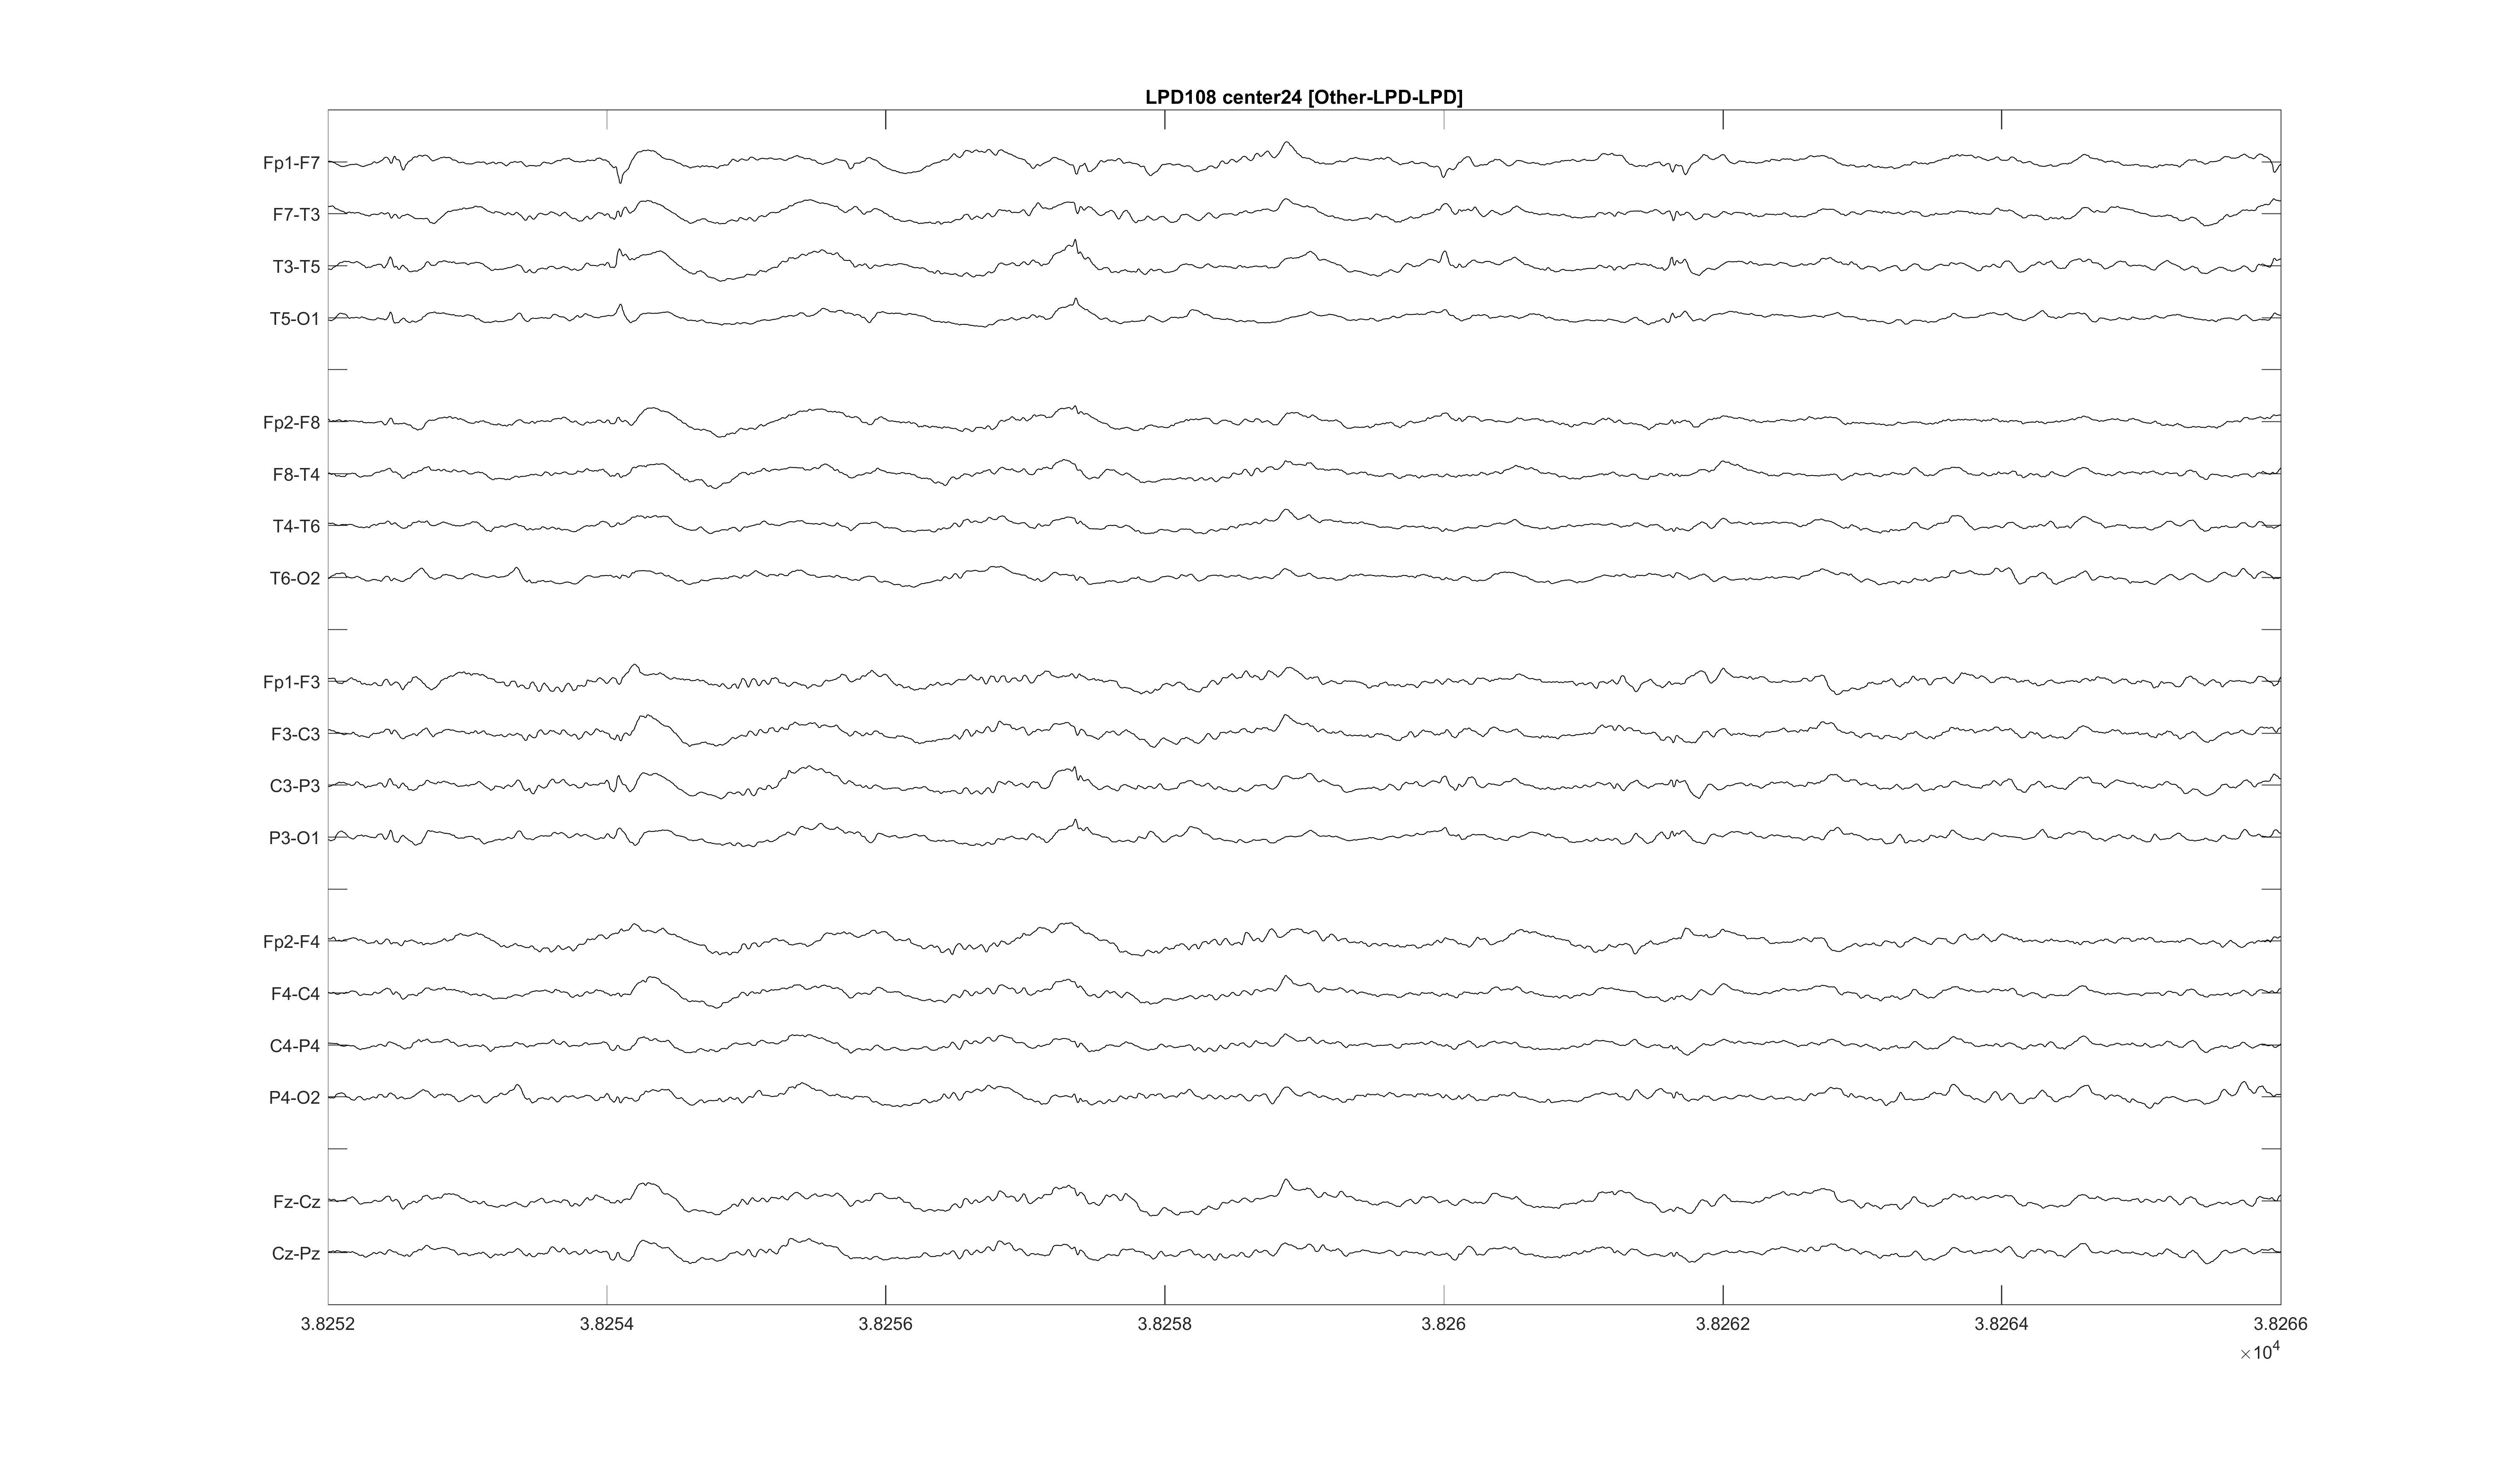 LPD108 center24 [Other-LPD-LPD]
Fp1-F7
F7-T3
T3-T5
T5-O1
Fp2-F8
F8-T4
T4-T6
T6-O2
Fp1-F3
F3-C3
C3-P3
P3-O1
Fp2-F4
F4-C4
C4-P4
P4-O2
Fz-Cz
Cz-Pz
3.8252 3.8254 3.8256 3.8258 3.826 3.8262 3.8264 3.8266
×10⁴